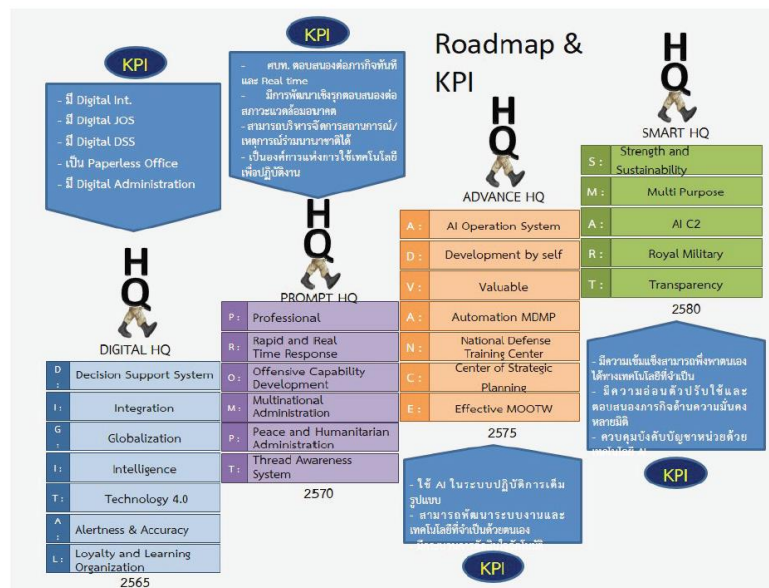 Roadmap &
KPI
KPI
- มี Digital Int.
- มี Digital JOS
- มี Digital DSS
- เป็น Paperless Office
- มี Digital Administration
HQ
DIGITAL HQ
D : Decision Support System
I : Integration
G : Globalization
I : Intelligence
T : Technology 4.0
A : Alertness & Accuracy
L : Loyalty and Learning
Organization
2565
KPI
- ศบท. ตอบสนองต่อภารกิจทันที
และ Real time
- มีการพัฒนาเชิงรุกตอบสนองต่อ
สภาวะแวดล้อมอนาคต
- สามารถบริหารจัดการสถานการณ์/
เหตุการณ์ร่วมนานาชาติได้
- เป็นองค์การแห่งการใช้เทคโนโลยี
เพื่อปฏิบัติงาน
HQ
PROMPT HQ
P : Professional
R : Rapid and Real
Time Response
O : Offensive Capability
Development
M : Multinational
Administration
P : Peace and Humanitarian
Administration
T : Thread Awareness
System
2570
HQ
ADVANCE HQ
A : AI Operation System
D : Development by self
V : Valuable
A : Automation MDMP
N : National Defense
Training Center
C : Center of Strategic
Planning
E : Effective MOOTW
2575
- ใช้ AI ในระบบปฏิบัติการเต็ม
รูปแบบ
- สามารถพัฒนาระบบงานและ
เทคโนโลยีที่จำเป็นด้วยตนเอง
KPI
HQ
SMART HQ
S : Strength and
Sustainability
M : Multi Purpose
A : AI C2
R : Royal Military
T : Transparency
2580
- มีความเข้มแข็งสามารถพึ่งพาตนเอง
ได้ทางเทคโนโลยีที่จำเป็น
- มีความอ่อนตัวปรับใช้และ
ตอบสนองภารกิจด้านความมั่นคง
หลายมิติ
- ควบคุมบังคับบัญชาหน่วยด้วย
เทคโนโลยี AI
KPI